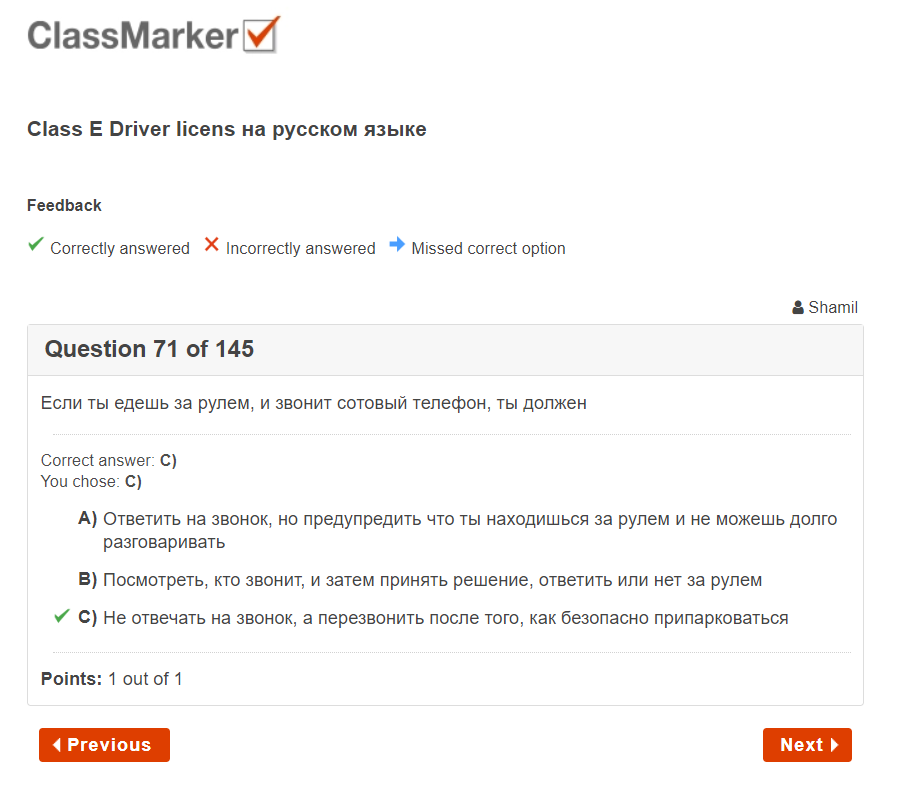 ClassMarker
Class E Driver licens на русском языке
Feedback
Correctly answered Incorrectly answered Missed correct option
Shamil
Question 71 of 145
Если ты едешь за рулем, и звонит сотовый телефон, ты должен
Correct answer: C)
You chose: C)
A) Ответить на звонок, но предупредить что ты находишься за рулем и не можешь долго
разговаривать
B) Посмотреть, кто звонит, и затем принять решение, ответить или нет за рулем
C) Не отвечать на звонок, а перезвонить после того, как безопасно припарковаться
Points: 1 out of 1
Previous Next